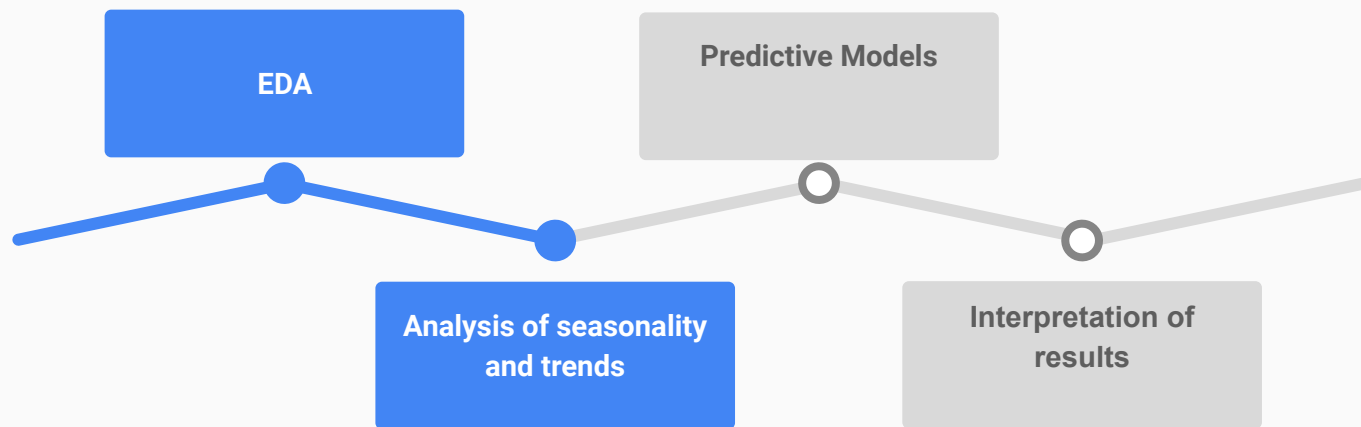 EDA
Analysis of seasonality
and trends
Predictive Models
Interpretation of
results